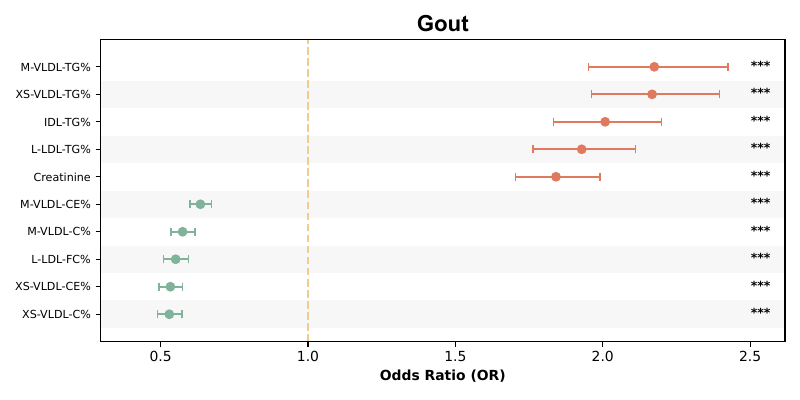 Gout
M-VLDL-TG% ***
XS-VLDL-TG% ***
IDL-TG% ***
L-LDL-TG% ***
Creatinine ***
M-VLDL-CE% ***
M-VLDL-C% ***
L-LDL-FC% ***
XS-VLDL-CE% ***
XS-VLDL-C% ***
0.5 1.0 1.5 2.0 2.5
Odds Ratio (OR)